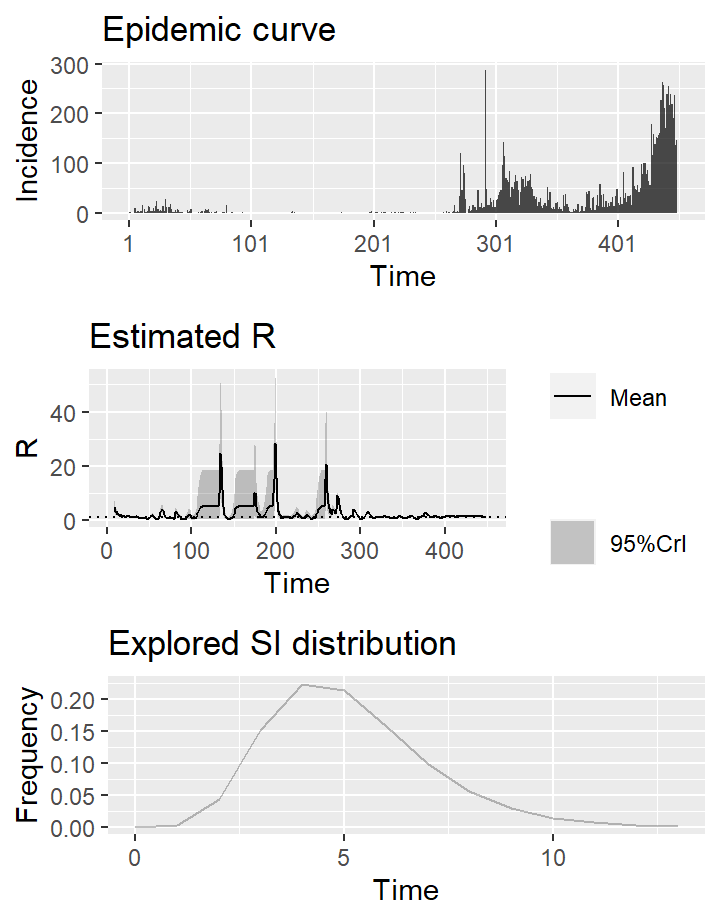 Epidemic curve
300
200
100
0
Incidence
1 101 201 301 401
Time
Estimated R
40
20
0
R
0 100 200 300 400
Time
Mean
95%CrI
Explored SI distribution
0.20
0.15
0.10
0.05
0.00
Frequency
0 5 10
Time